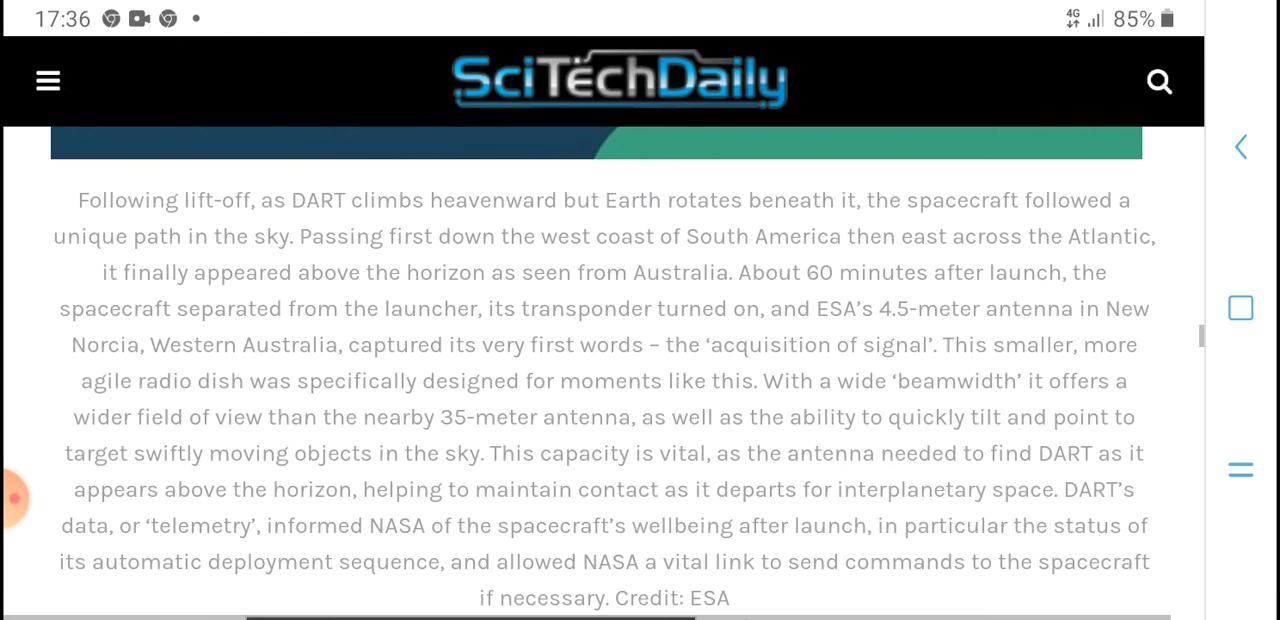 17:36
4G 85%
SciTechDaily
Following lift-off, as DART climbs heavenward but Earth rotates beneath it, the spacecraft followed a
unique path in the sky. Passing first down the west coast of South America then east across the Atlantic,
it finally appeared above the horizon as seen from Australia. About 60 minutes after launch, the
spacecraft separated from the launcher, its transponder turned on, and ESA’s 4.5-meter antenna in New
Norcia, Western Australia, captured its very first words – the ‘acquisition of signal’. This smaller, more
agile radio dish was specifically designed for moments like this. With a wide ‘beamwidth’ it offers a
wider field of view than the nearby 35-meter antenna, as well as the ability to quickly tilt and point to
target swiftly moving objects in the sky. This capacity is vital, as the antenna needed to find DART as it
appears above the horizon, helping to maintain contact as it departs for interplanetary space. DART’s
data, or ‘telemetry’, informed NASA of the spacecraft’s wellbeing after launch, in particular the status of
its automatic deployment sequence, and allowed NASA a vital link to send commands to the spacecraft
if necessary. Credit: ESA